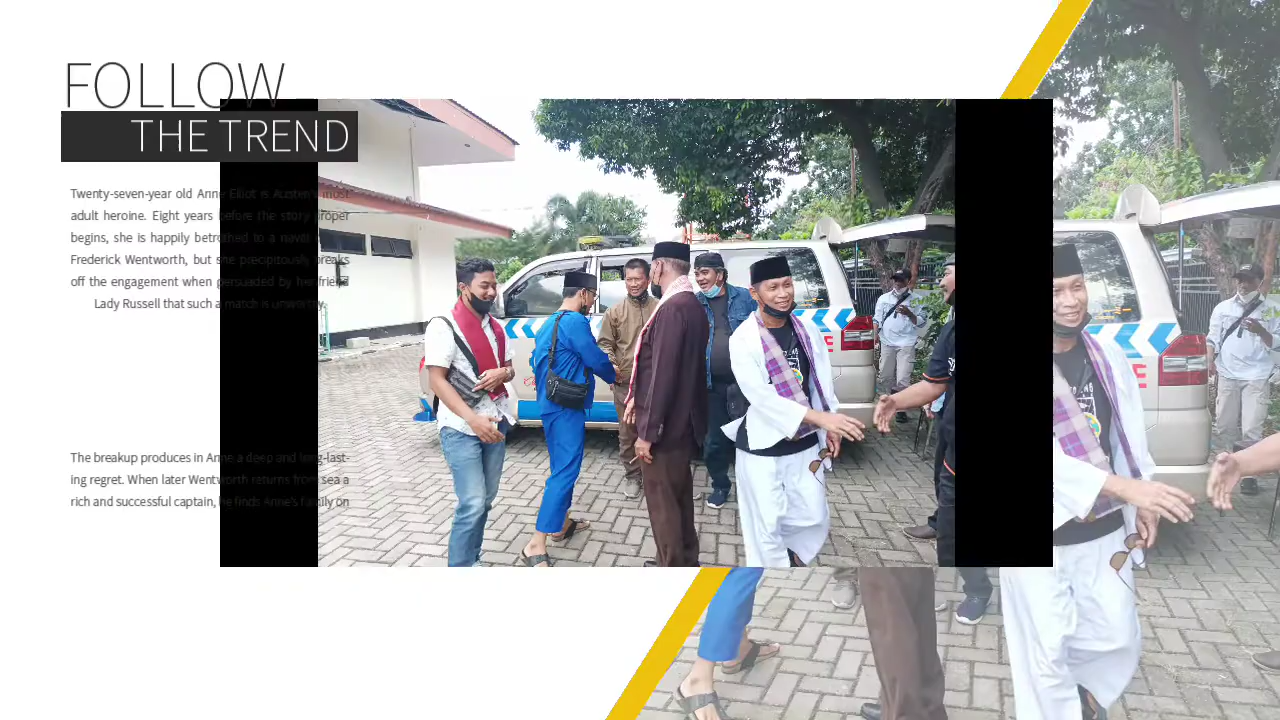 FOLLOW
THE TREND
Twenty-seven-year old Anne Elliot is Austen's most
adult heroine. Eight years before the story proper
begins, she is happily betrothed to a naval
Frederick Wentworth, but she precipitously breaks
off the engagement when persuaded by her friend
Lady Russell that such a match is unworthy.
The breakup produces in Anne a deep and long-last-
ing regret. When later Wentworth returns from sea a
rich and successful captain, he finds Anne's family on